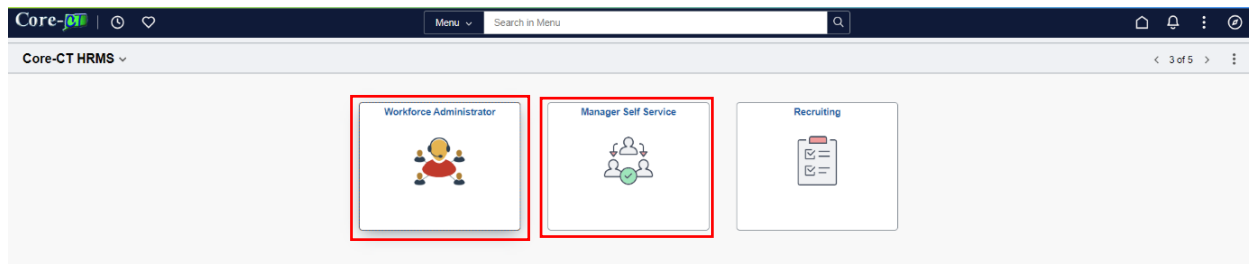 Core-CT
Menu
Search in Menu
Core-CT HRMS
3 of 5
Workforce Administrator
Manager Self Service
Recruiting